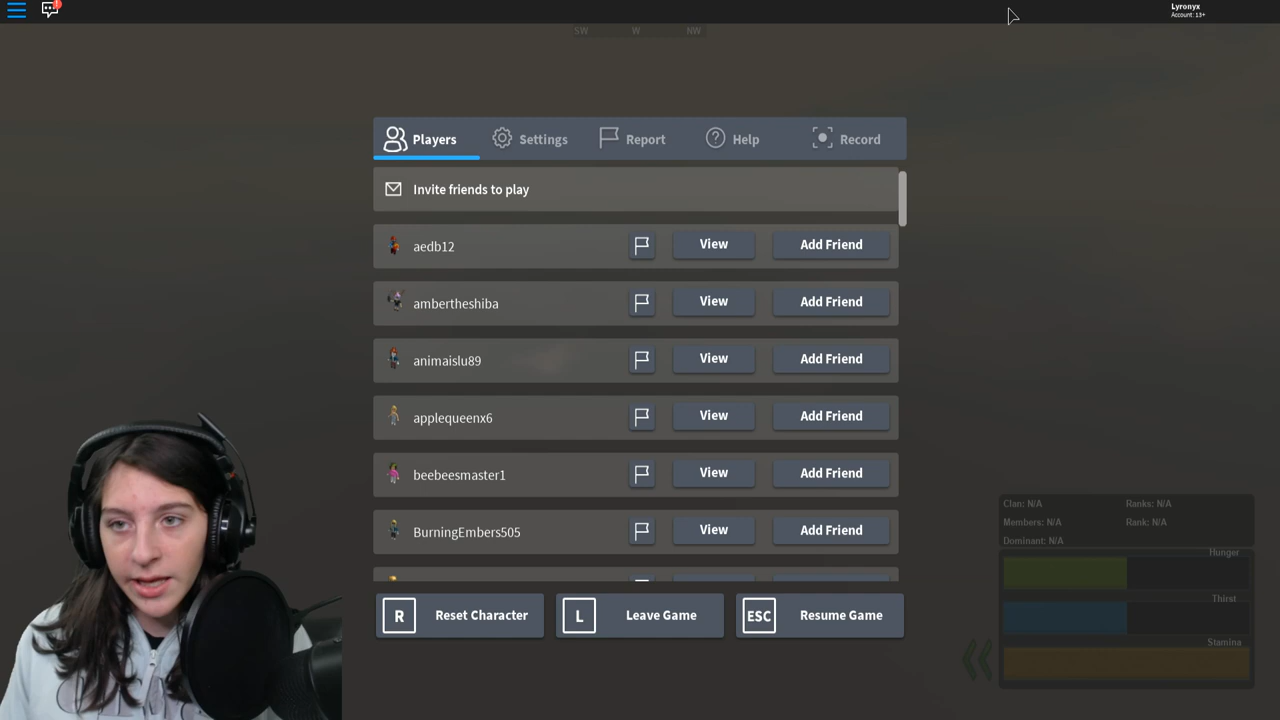 Lyronyx
Account: 13+
SW W NW
Players Settings Report Help Record
Invite friends to play
aedb12 View Add Friend
ambertheshiba View Add Friend
animaislu89 View Add Friend
applequeenx6 View Add Friend
beebeesmaster1 View Add Friend
BurningEmbers505 View Add Friend
R Reset Character L Leave Game ESC Resume Game
Clan: N/A Ranks: N/A
Members: N/A Rank: N/A
Dominant: N/A
Hunger
Thirst
Stamina